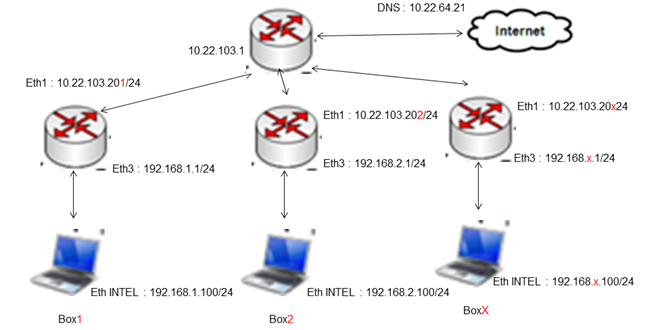 DNS : 10.22.64.21
Internet
10.22.103.1
Eth1 : 10.22.103.201/24
Eth1 : 10.22.103.202/24
Eth1 : 10.22.103.20x24
Eth3 : 192.168.1.1/24
Eth3 : 192.168.2.1/24
Eth3 : 192.168.x.1/24
Eth INTEL : 192.168.1.100/24
Eth INTEL : 192.168.2.100/24
Eth INTEL : 192.168.x.100/24
Box1
Box2
BoxX